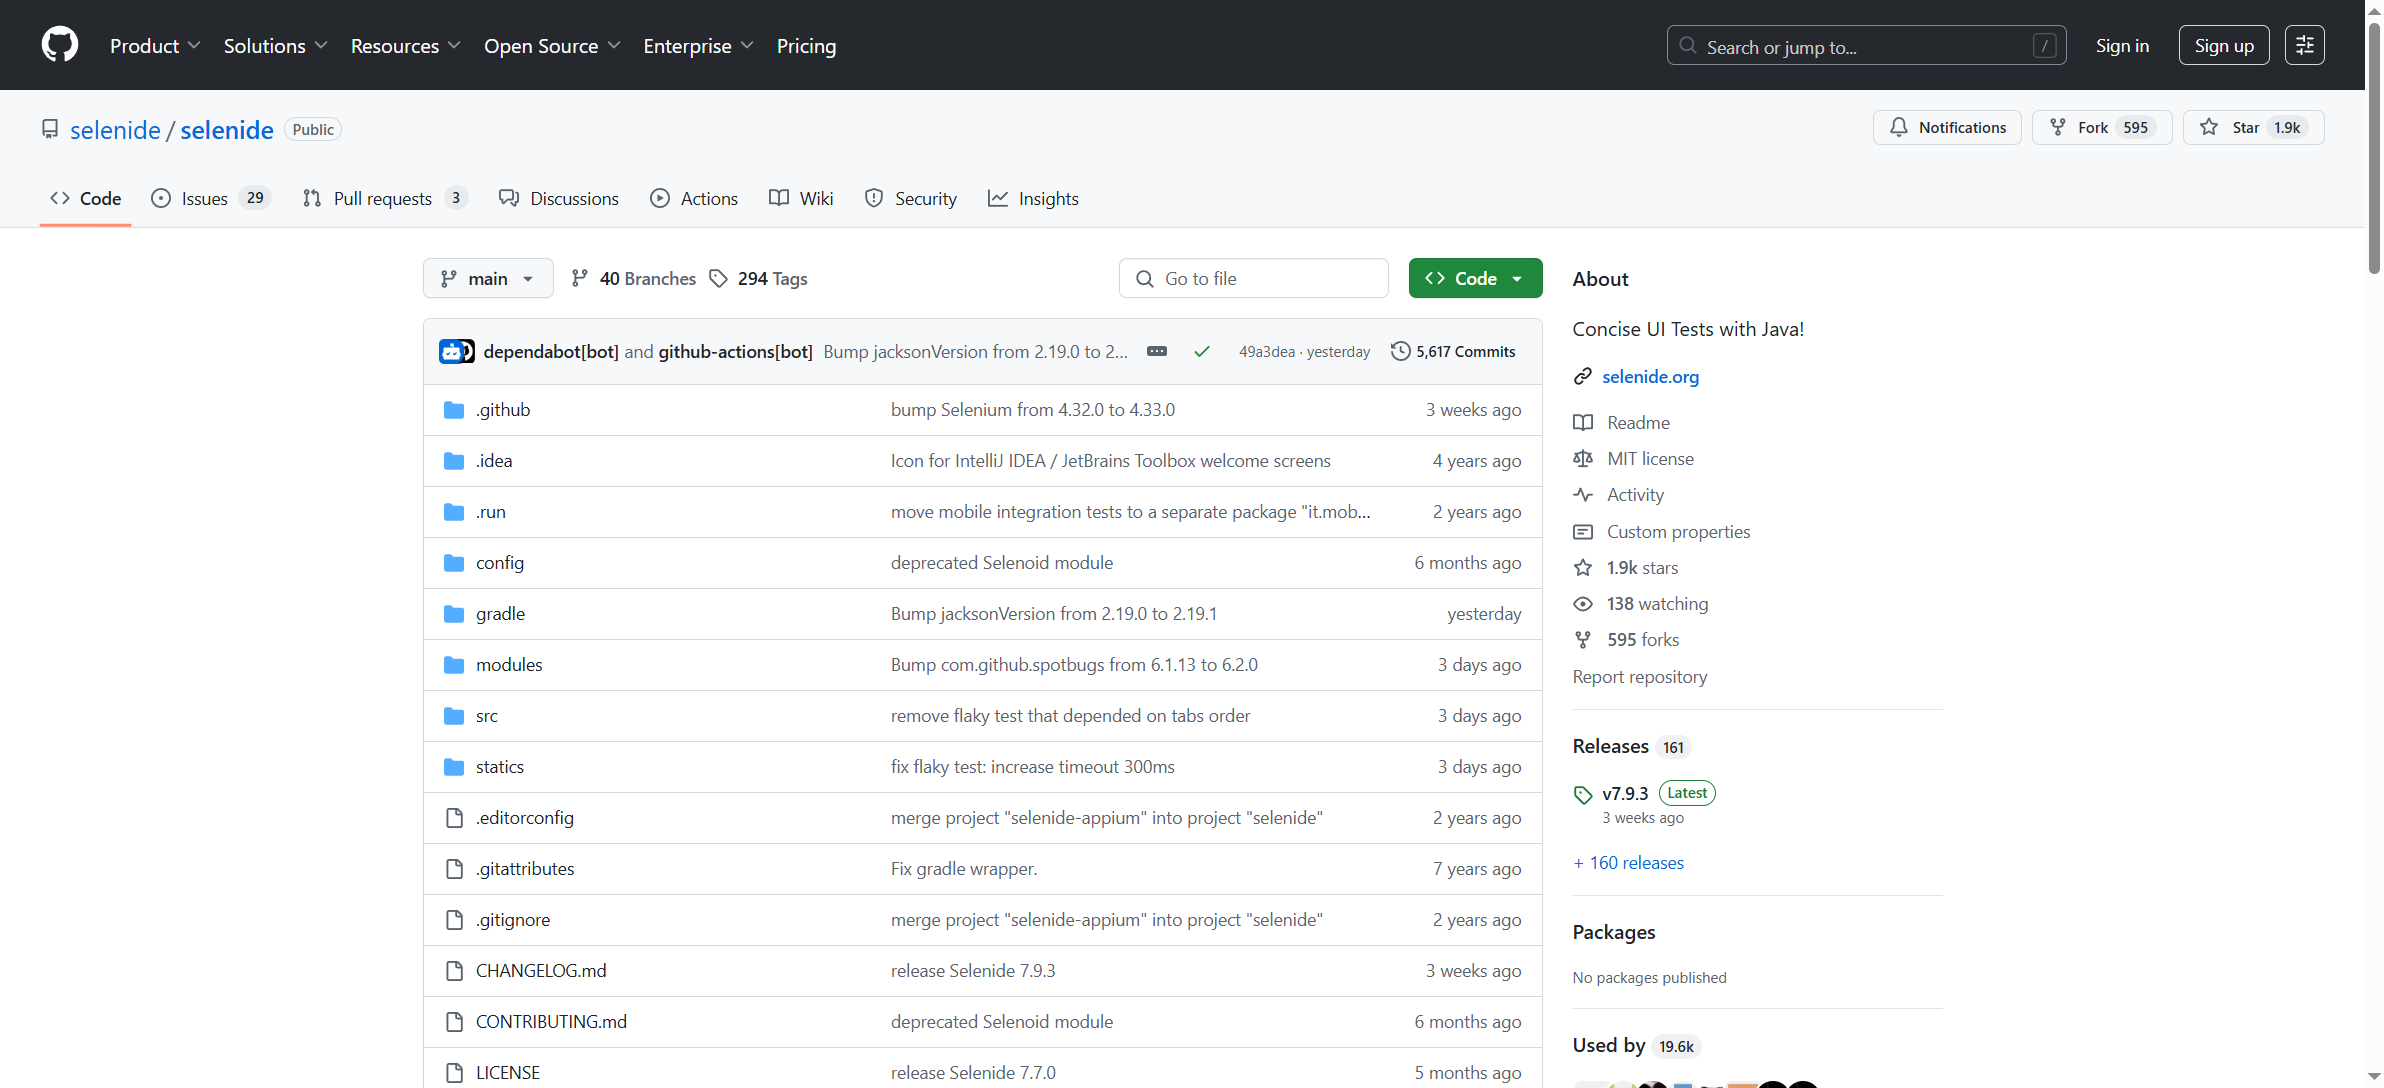 Product Solutions Resources Open Source Enterprise Pricing Search or jump to... / Sign in Sign up
selenide / selenide Public Notifications Fork 595 Star 1.9k
Code Issues 29 Pull requests 3 Discussions Actions Wiki Security Insights
main 40 Branches 294 Tags Go to file Code
dependabot[bot] and github-actions[bot] Bump jacksonVersion from 2.19.0 to 2... 49a3dea · yesterday 5,617 Commits
.github bump Selenium from 4.32.0 to 4.33.0 3 weeks ago
.idea Icon for IntelliJ IDEA / JetBrains Toolbox welcome screens 4 years ago
.run move mobile integration tests to a separate package "it.mob... 2 years ago
config deprecated Selenoid module 6 months ago
gradle Bump jacksonVersion from 2.19.0 to 2.19.1 yesterday
modules Bump com.github.spotbugs from 6.1.13 to 6.2.0 3 days ago
src remove flaky test that depended on tabs order 3 days ago
statics fix flaky test: increase timeout 300ms 3 days ago
.editorconfig merge project "selenide-appium" into project "selenide" 2 years ago
.gitattributes Fix gradle wrapper. 7 years ago
.gitignore merge project "selenide-appium" into project "selenide" 2 years ago
CHANGELOG.md release Selenide 7.9.3 3 weeks ago
CONTRIBUTING.md deprecated Selenoid module 6 months ago
LICENSE release Selenide 7.7.0 5 months ago
About
Concise UI Tests with Java!
selenide.org
Readme
MIT license
Activity
Custom properties
1.9k stars
138 watching
595 forks
Report repository
Releases 161
v7.9.3 Latest
3 weeks ago
+ 160 releases
Packages
No packages published
Used by 19.6k